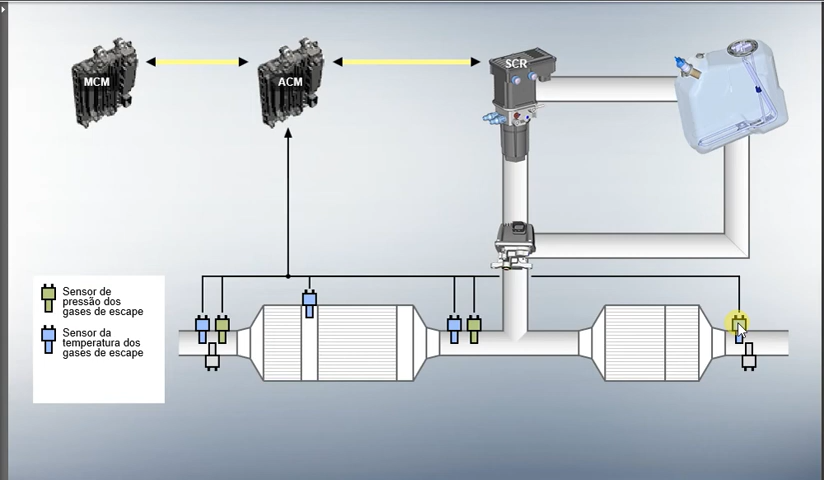 MCM
ACM
SCR
Sensor de
pressão dos
gases de escape
Sensor da
temperatura dos
gases de escape